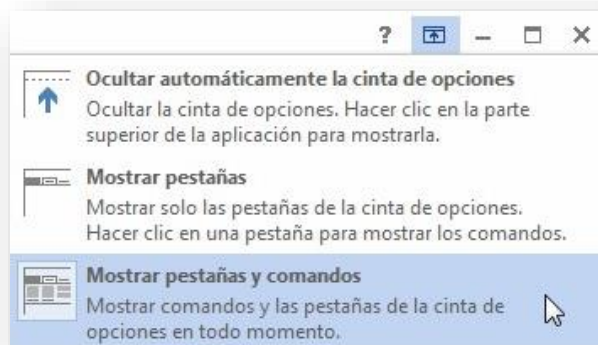 ?
Ocultar automáticamente la cinta de opciones
Ocultar la cinta de opciones. Hacer clic en la parte
superior de la aplicación para mostrarla.
Mostrar pestañas
Mostrar solo las pestañas de la cinta de opciones.
Hacer clic en una pestaña para mostrar los comandos.
Mostrar pestañas y comandos
Mostrar comandos y las pestañas de la cinta de
opciones en todo momento.